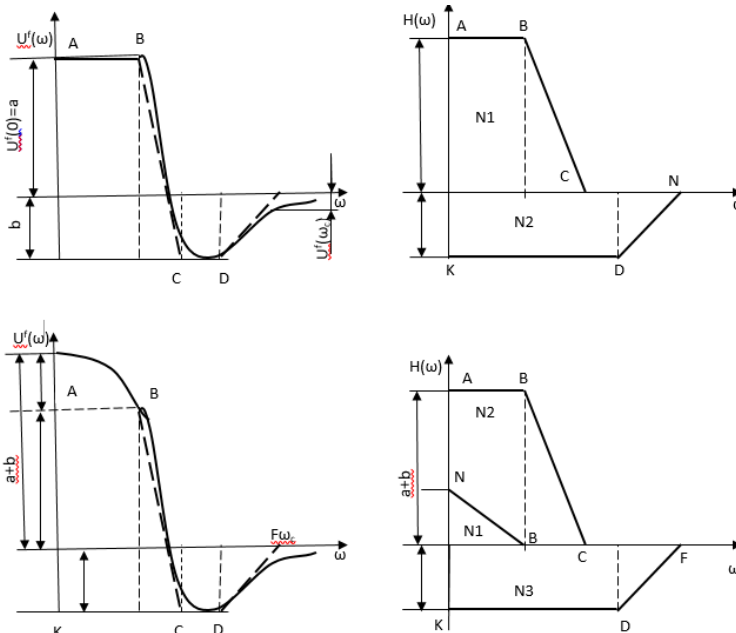 Uᶠ(ω)
A
B
Uᶠ(0)=a
b
ω
Uᶠ(ω꜀)
C
D
H(ω)
A
B
N1
C
N
N2
K
D
Uᶠ(ω)
A
B
a+b
Fω꜀
ω
K
C
D
H(ω)
A
B
N2
a+b
N
N1
B
C
F
ω
N3
K
D